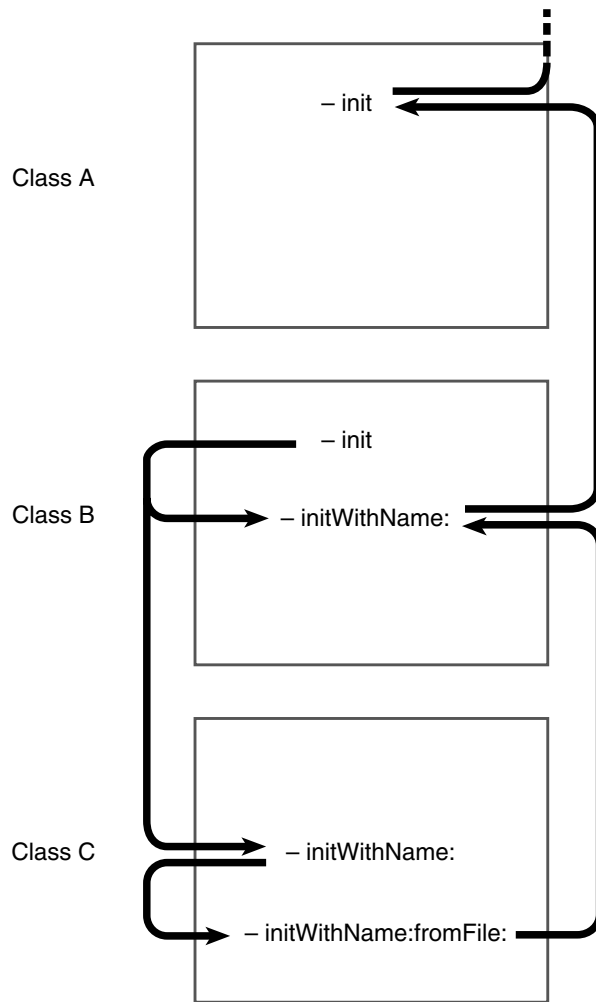 – init
Class A
– init
Class B
– initWithName:
Class C
– initWithName:
– initWithName:fromFile: